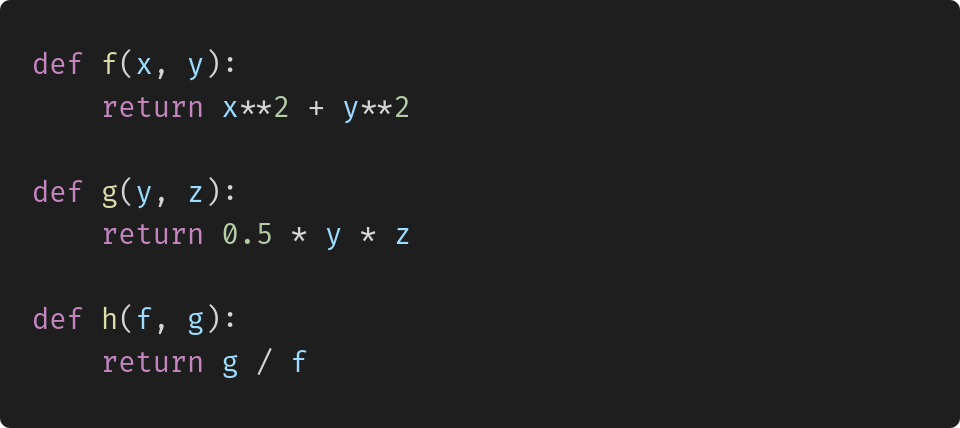 def f(x, y):
    return x**2 + y**2
def g(y, z):
    return 0.5 * y * z
def h(f, g):
    return g / f